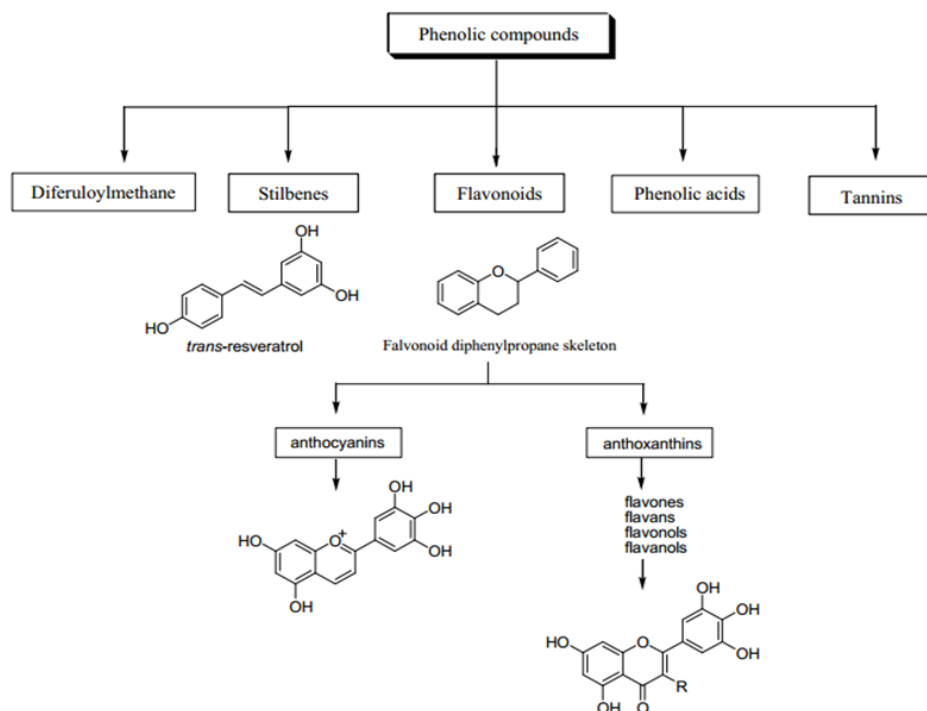 Phenolic compounds
Diferuloylmethane
Stilbenes
Flavonoids
Phenolic acids
Tannins
OH
OH
HO
trans-resveratrol
O
Falvonoid diphenylpropane skeleton
anthocyanins
anthoxanthins
OH
OH
HO
O+
OH
OH
flavones
flavans
flavonols
flavanols
OH
OH
HO
O
OH
R
OH
O